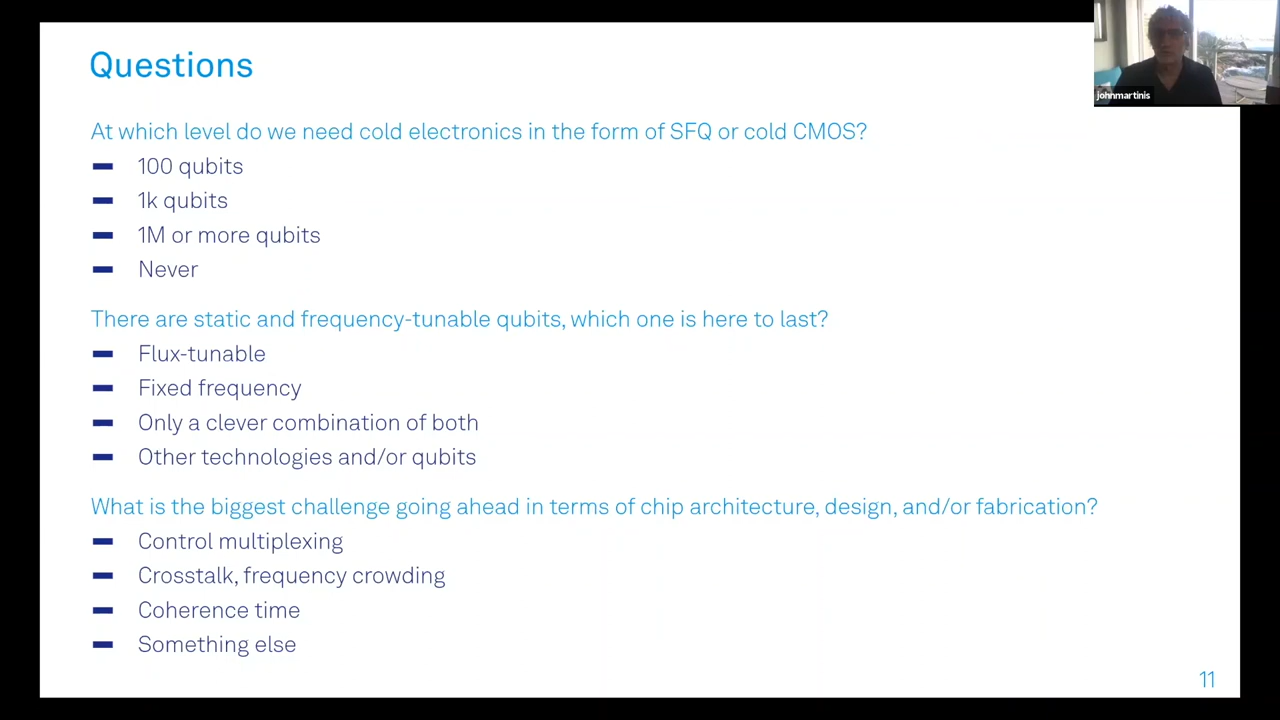 johnmartinis
Questions
At which level do we need cold electronics in the form of SFQ or cold CMOS?
100 qubits
1k qubits
1M or more qubits
Never
There are static and frequency-tunable qubits, which one is here to last?
Flux-tunable
Fixed frequency
Only a clever combination of both
Other technologies and/or qubits
What is the biggest challenge going ahead in terms of chip architecture, design, and/or fabrication?
Control multiplexing
Crosstalk, frequency crowding
Coherence time
Something else
11